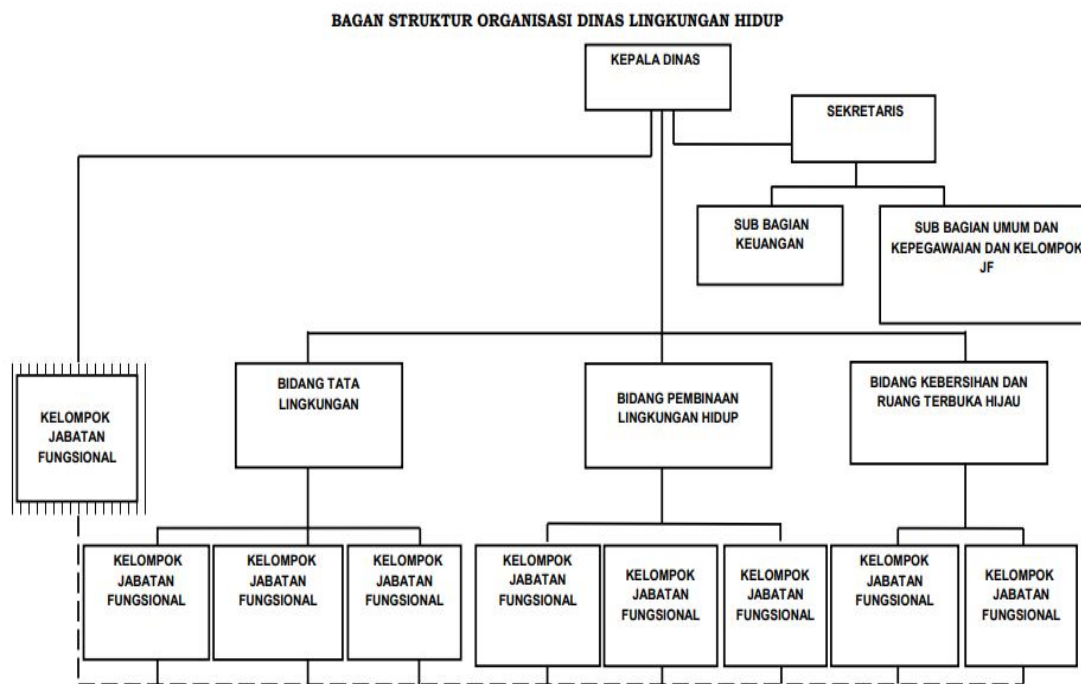 BAGAN STRUKTUR ORGANISASI DINAS LINGKUNGAN HIDUP
KEPALA DINAS
SEKRETARIS
SUB BAGIAN
KEUANGAN
SUB BAGIAN UMUM DAN
KEPEGAWAIAN DAN KELOMPOK
JF
KELOMPOK
JABATAN
FUNGSIONAL
BIDANG TATA
LINGKUNGAN
BIDANG PEMBINAAN
LINGKUNGAN HIDUP
BIDANG KEBERSIHAN DAN
RUANG TERBUKA HIJAU
KELOMPOK
JABATAN
FUNGSIONAL
KELOMPOK
JABATAN
FUNGSIONAL
KELOMPOK
JABATAN
FUNGSIONAL
KELOMPOK
JABATAN
FUNGSIONAL
KELOMPOK
JABATAN
FUNGSIONAL
KELOMPOK
JABATAN
FUNGSIONAL
KELOMPOK
JABATAN
FUNGSIONAL
KELOMPOK
JABATAN
FUNGSIONAL